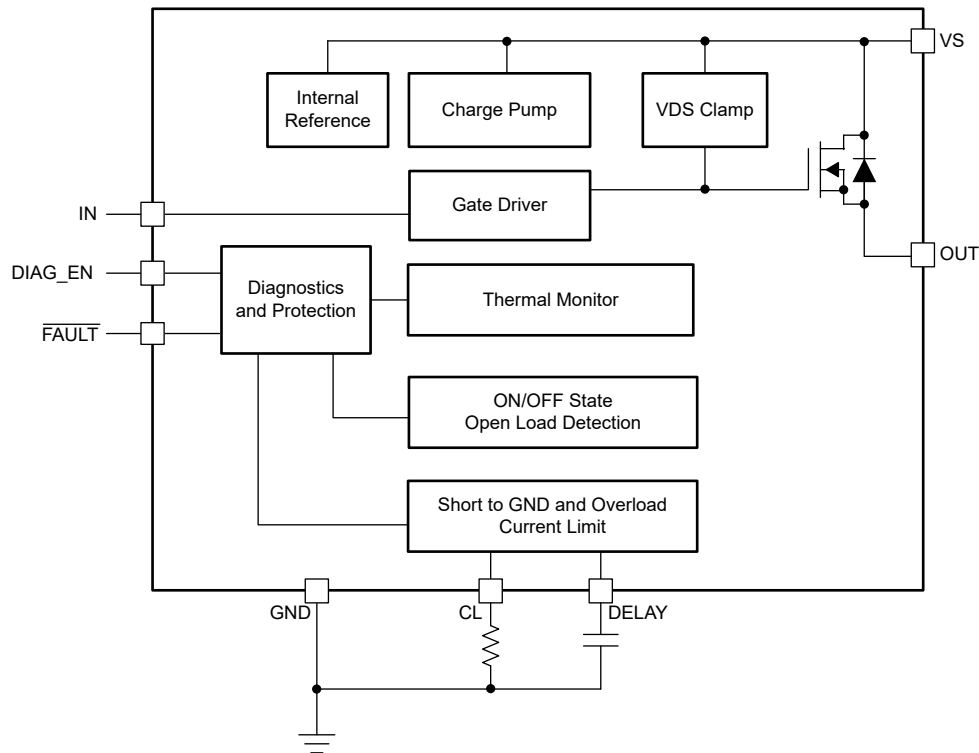 VS
Internal
Reference
Charge Pump
VDS Clamp
IN
Gate Driver
OUT
DIAG_EN
Diagnostics
and Protection
Thermal Monitor
FAULT
ON/OFF State
Open Load Detection
Short to GND and Overload
Current Limit
GND
CL
DELAY